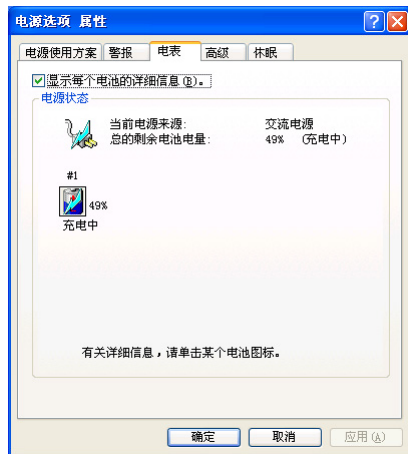 电源选项 属性
电源使用方案 警报 电表 高级 休眠
显示每个电池的详细信息(B)。
电源状态
当前电源来源: 交流电源
总的剩余电池电量: 49% (充电中)
#1
49%
充电中
有关详细信息，请单击某个电池图标。
确定 取消 应用(A)